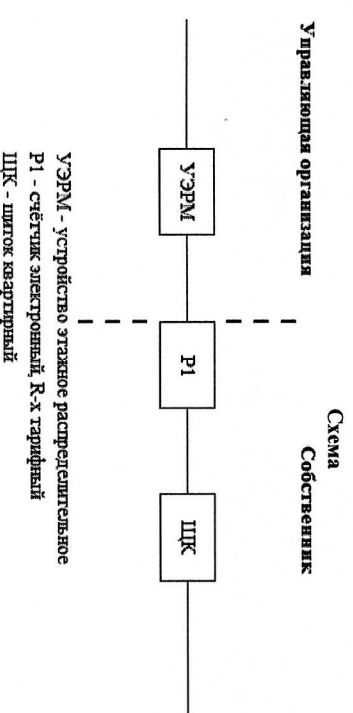 Схема
Управляющая организация Собственник
УЭРМ Р1 ЩК
УЭРМ - устройство этажное распределительное
Р1 - счётчик электронный, R-х тарифный
ЩК - щиток квартирный